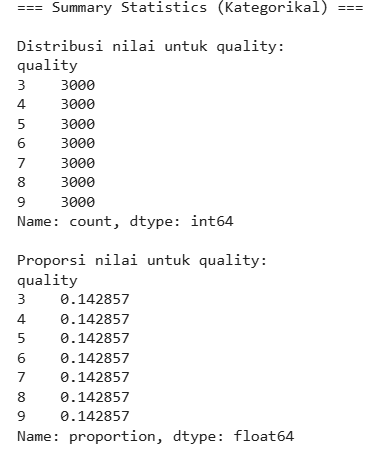 === Summary Statistics (Kategorikal) ===
Distribusi nilai untuk quality:
quality
3    3000
4    3000
5    3000
6    3000
7    3000
8    3000
9    3000
Name: count, dtype: int64
Proporsi nilai untuk quality:
quality
3    0.142857
4    0.142857
5    0.142857
6    0.142857
7    0.142857
8    0.142857
9    0.142857
Name: proportion, dtype: float64